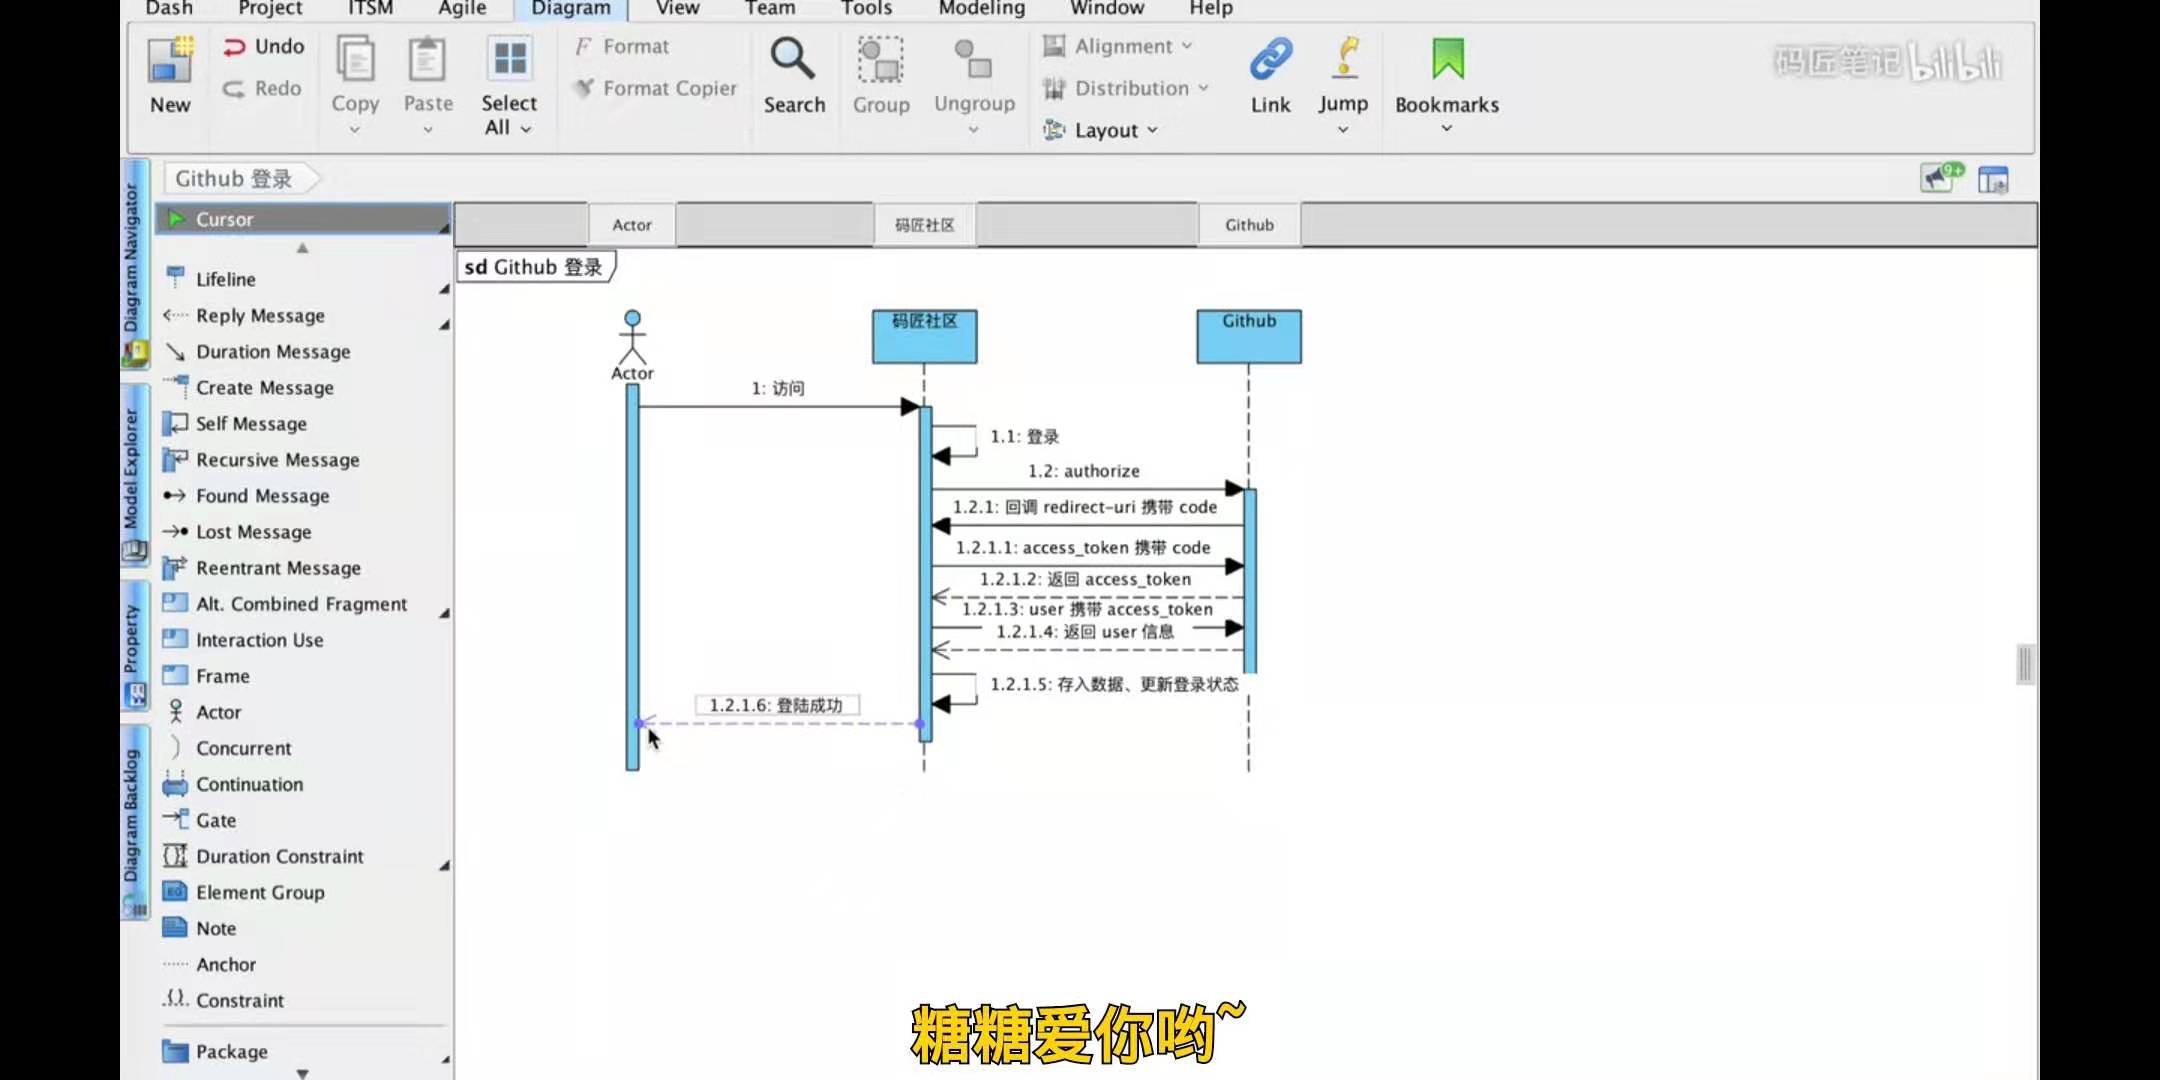 Dash Project ITSM Agile Diagram View Team Tools Modeling Window Help
New
Undo
Redo
Copy
Paste
Select
All
Format
Format Copier
Search
Group
Ungroup
Alignment
Distribution
Layout
Link
Jump
Bookmarks
码匠笔记 bilibili
Github 登录
9+
Diagram Navigator
Model Explorer
Property
Diagram Backlog
Cursor
Lifeline
Reply Message
Duration Message
Create Message
Self Message
Recursive Message
Found Message
Lost Message
Reentrant Message
Alt. Combined Fragment
Interaction Use
Frame
Actor
Concurrent
Continuation
Gate
Duration Constraint
Element Group
Note
Anchor
Constraint
Package
Actor 码匠社区 Github
sd Github 登录
码匠社区
Github
Actor
1: 访问
1.1: 登录
1.2: authorize
1.2.1: 回调 redirect-uri 携带 code
1.2.1.1: access_token 携带 code
1.2.1.2: 返回 access_token
1.2.1.3: user 携带 access_token
1.2.1.4: 返回 user 信息
1.2.1.5: 存入数据、更新登录状态
1.2.1.6: 登陆成功
糖糖爱你哟~